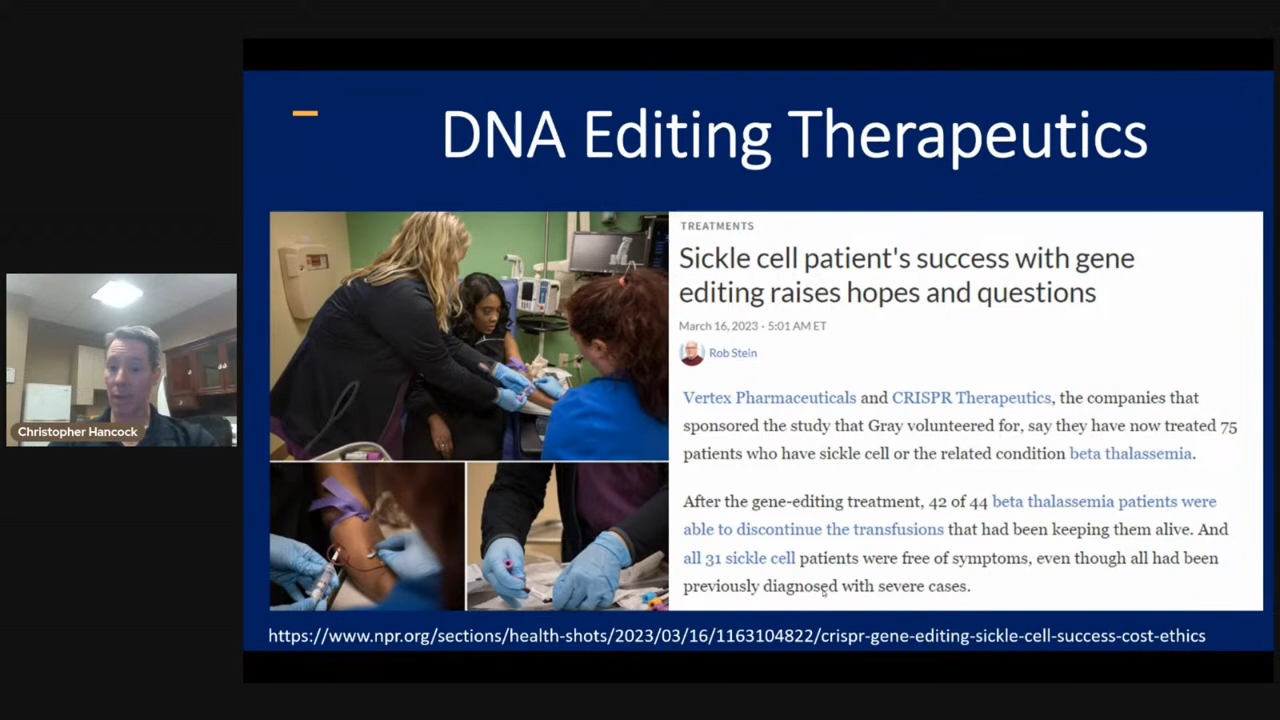 DNA Editing Therapeutics
TREATMENTS
Sickle cell patient's success with gene
editing raises hopes and questions
March 16, 2023 · 5:01 AM ET
Rob Stein
Vertex Pharmaceuticals and CRISPR Therapeutics, the companies that
sponsored the study that Gray volunteered for, say they have now treated 75
patients who have sickle cell or the related condition beta thalassemia.
After the gene-editing treatment, 42 of 44 beta thalassemia patients were
able to discontinue the transfusions that had been keeping them alive. And
all 31 sickle cell patients were free of symptoms, even though all had been
previously diagnosed with severe cases.
Christopher Hancock
https://www.npr.org/sections/health-shots/2023/03/16/1163104822/crispr-gene-editing-sickle-cell-success-cost-ethics